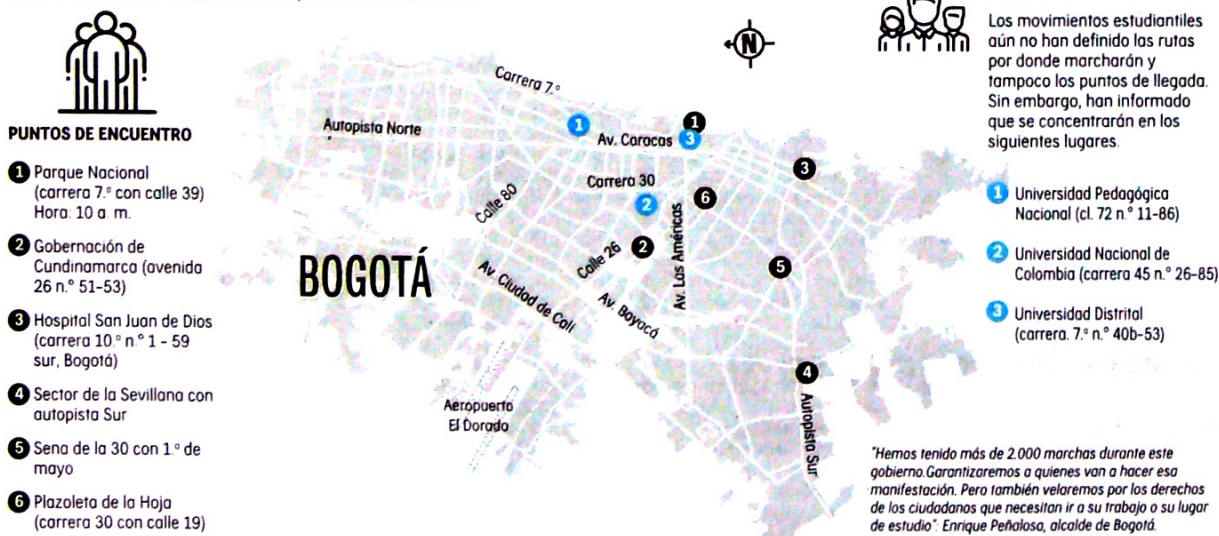 PUNTOS DE ENCUENTRO
1 Parque Nacional
(carrera 7.ª con calle 39)
Hora: 10 a. m.
2 Gobernación de
Cundinamarca (avenida
26 n.° 51-53)
3 Hospital San Juan de Dios
(carrera 10.ª n.° 1 - 59
sur, Bogotá)
4 Sector de la Sevillana con
autopista Sur
5 Sena de la 30 con 1.º de
mayo
6 Plazoleta de la Hoja
(carrera 30 con calle 19)
N
Carrera 7.ª
Autopista Norte
1
Av. Caracas
1
3
3
Carrera 30
Calle 80
2
6
Calle 26
2
Av. Las Américas
5
BOGOTÁ
Av. Ciudad de Cali
Av. Boyacá
4
Aeropuerto
El Dorado
Autopista Sur
Los movimientos estudiantiles
aún no han definido las rutas
por donde marcharán y
tampoco los puntos de llegada.
Sin embargo, han informado
que se concentrarán en los
siguientes lugares.
1 Universidad Pedagógica
Nacional (cl. 72 n.° 11-86)
2 Universidad Nacional de
Colombia (carrera 45 n.° 26-85)
3 Universidad Distrital
(carrera. 7.ª n.° 40b-53)
"Hemos tenido más de 2.000 marchas durante este
gobierno.Garantizaremos a quienes van a hacer esa
manifestación. Pero también velaremos por los derechos
de los ciudadanos que necesitan ir a su trabajo o su lugar
de estudio": Enrique Peñalosa, alcalde de Bogotá.